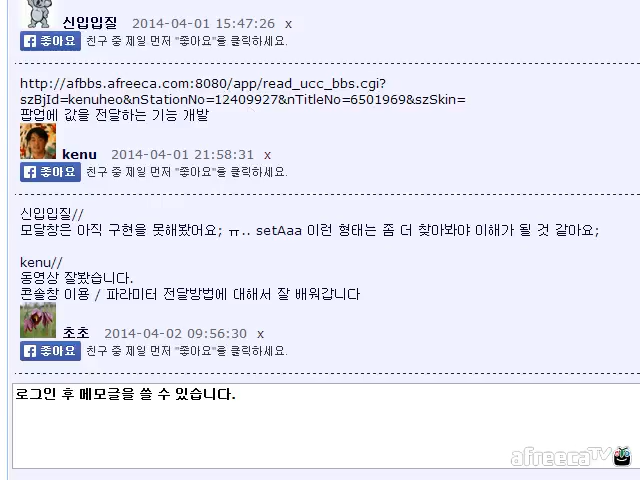 신입입질 2014-04-01 15:47:26 x
좋아요 친구 중 제일 먼저 "좋아요"를 클릭하세요.
http://afbbs.afreeca.com:8080/app/read_ucc_bbs.cgi?
szBjId=kenuheo&nStationNo=12409927&nTitleNo=6501969&szSkin=
팝업에 값을 전달하는 기능 개발
kenu 2014-04-01 21:58:31 x
좋아요 친구 중 제일 먼저 "좋아요"를 클릭하세요.
신입입질//
모달창은 아직 구현을 못해봤어요; ㅠ.. setAaa 이런 형태는 좀 더 찾아봐야 이해가 될 것 같아요;
kenu//
동영상 잘봤습니다.
콘솔창 이용 / 파라미터 전달방법에 대해서 잘 배워갑니다
초초 2014-04-02 09:56:30 x
좋아요 친구 중 제일 먼저 "좋아요"를 클릭하세요.
로그인 후 메모글을 쓸 수 있습니다.
afreecaTV